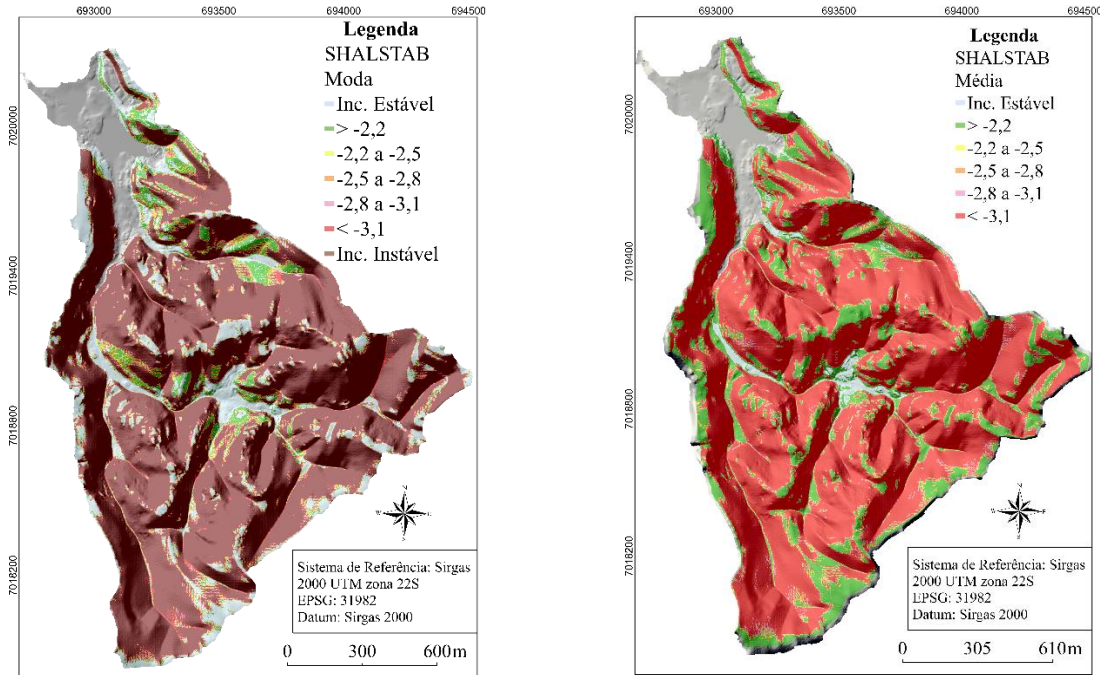 693000 693500 694000 694500
Legenda
SHALSTAB
Moda
Inc. Estável
> -2,2
-2,2 a -2,5
-2,5 a -2,8
-2,8 a -3,1
< -3,1
Inc. Instável
7020000
7019400
7018800
7018200
N
W
E
S
Sistema de Referência: Sirgas
2000 UTM zona 22S
EPSG: 31982
Datum: Sirgas 2000
0 300 600m
693000 693500 694000 694500
Legenda
SHALSTAB
Média
Inc. Estável
> -2,2
-2,2 a -2,5
-2,5 a -2,8
-2,8 a -3,1
< -3,1
7020000
7019400
7018800
7018200
N
W
E
S
Sistema de Referência: Sirgas
2000 UTM zona 22S
EPSG: 31982
Datum: Sirgas 2000
0 305 610m